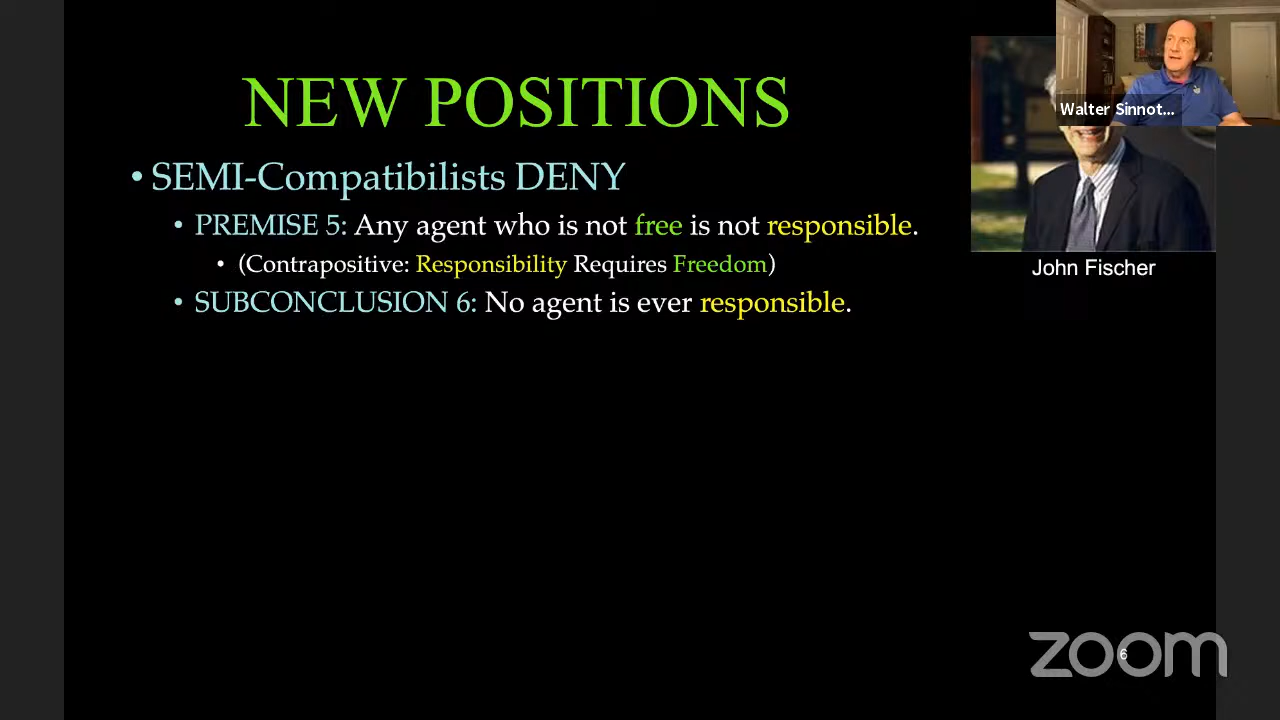 NEW POSITIONS
Walter Sinnot...
• SEMI-Compatibilists DENY
• PREMISE 5: Any agent who is not free is not responsible.
• (Contrapositive: Responsibility Requires Freedom)
John Fischer
• SUBCONCLUSION 6: No agent is ever responsible.
zoom
6